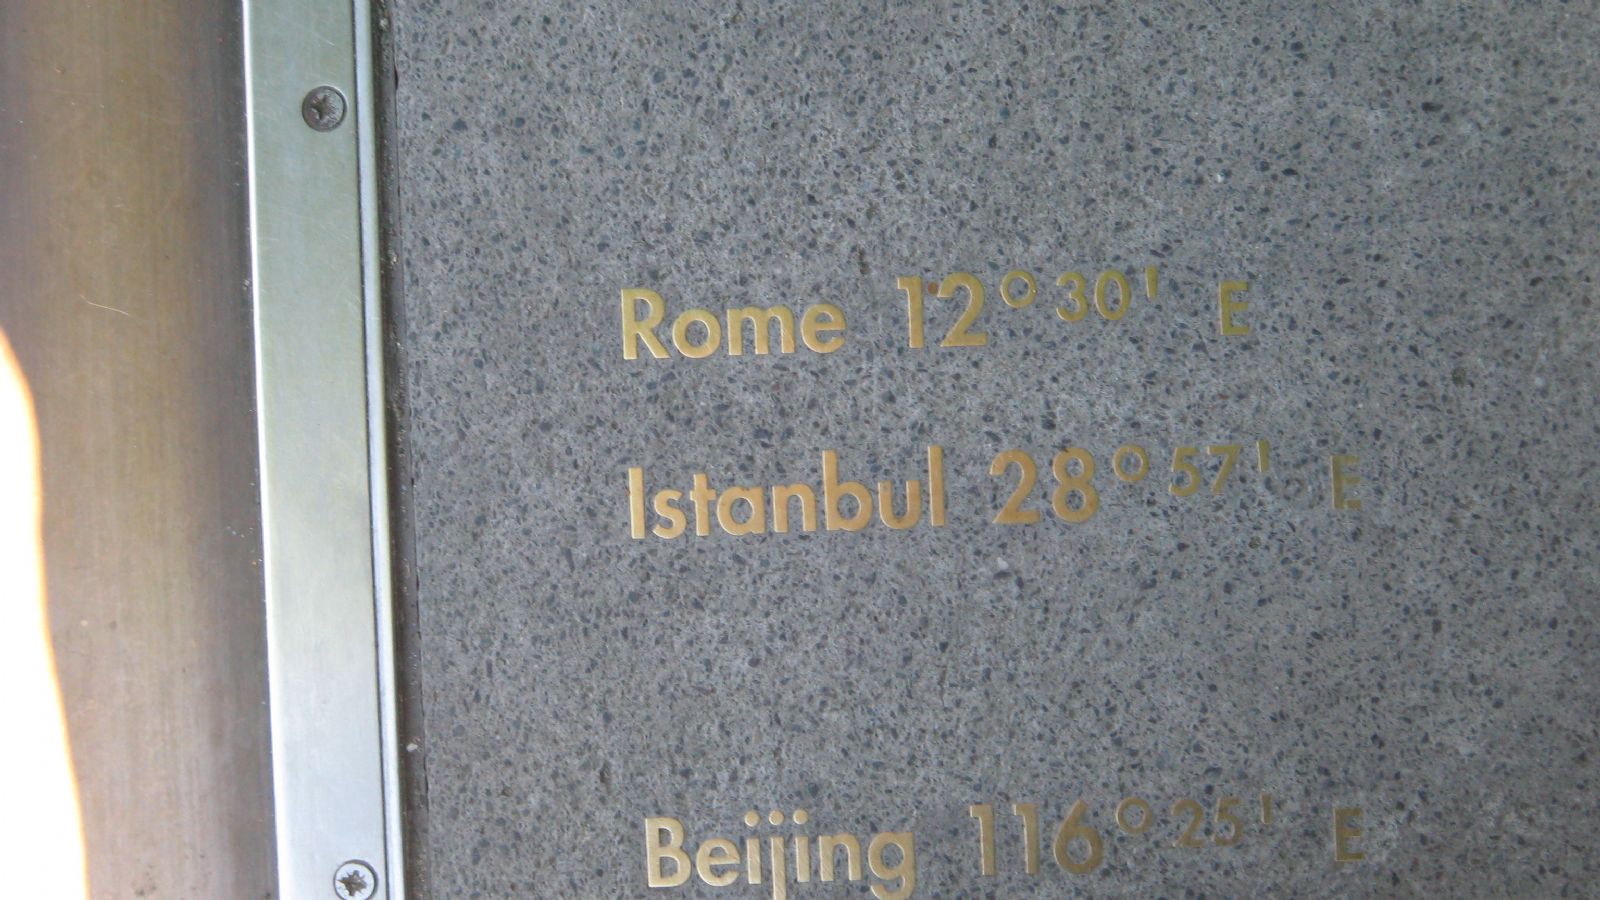 Rome 12° 30' E
Istanbul 28° 57' E
Beijing 116° 25' E